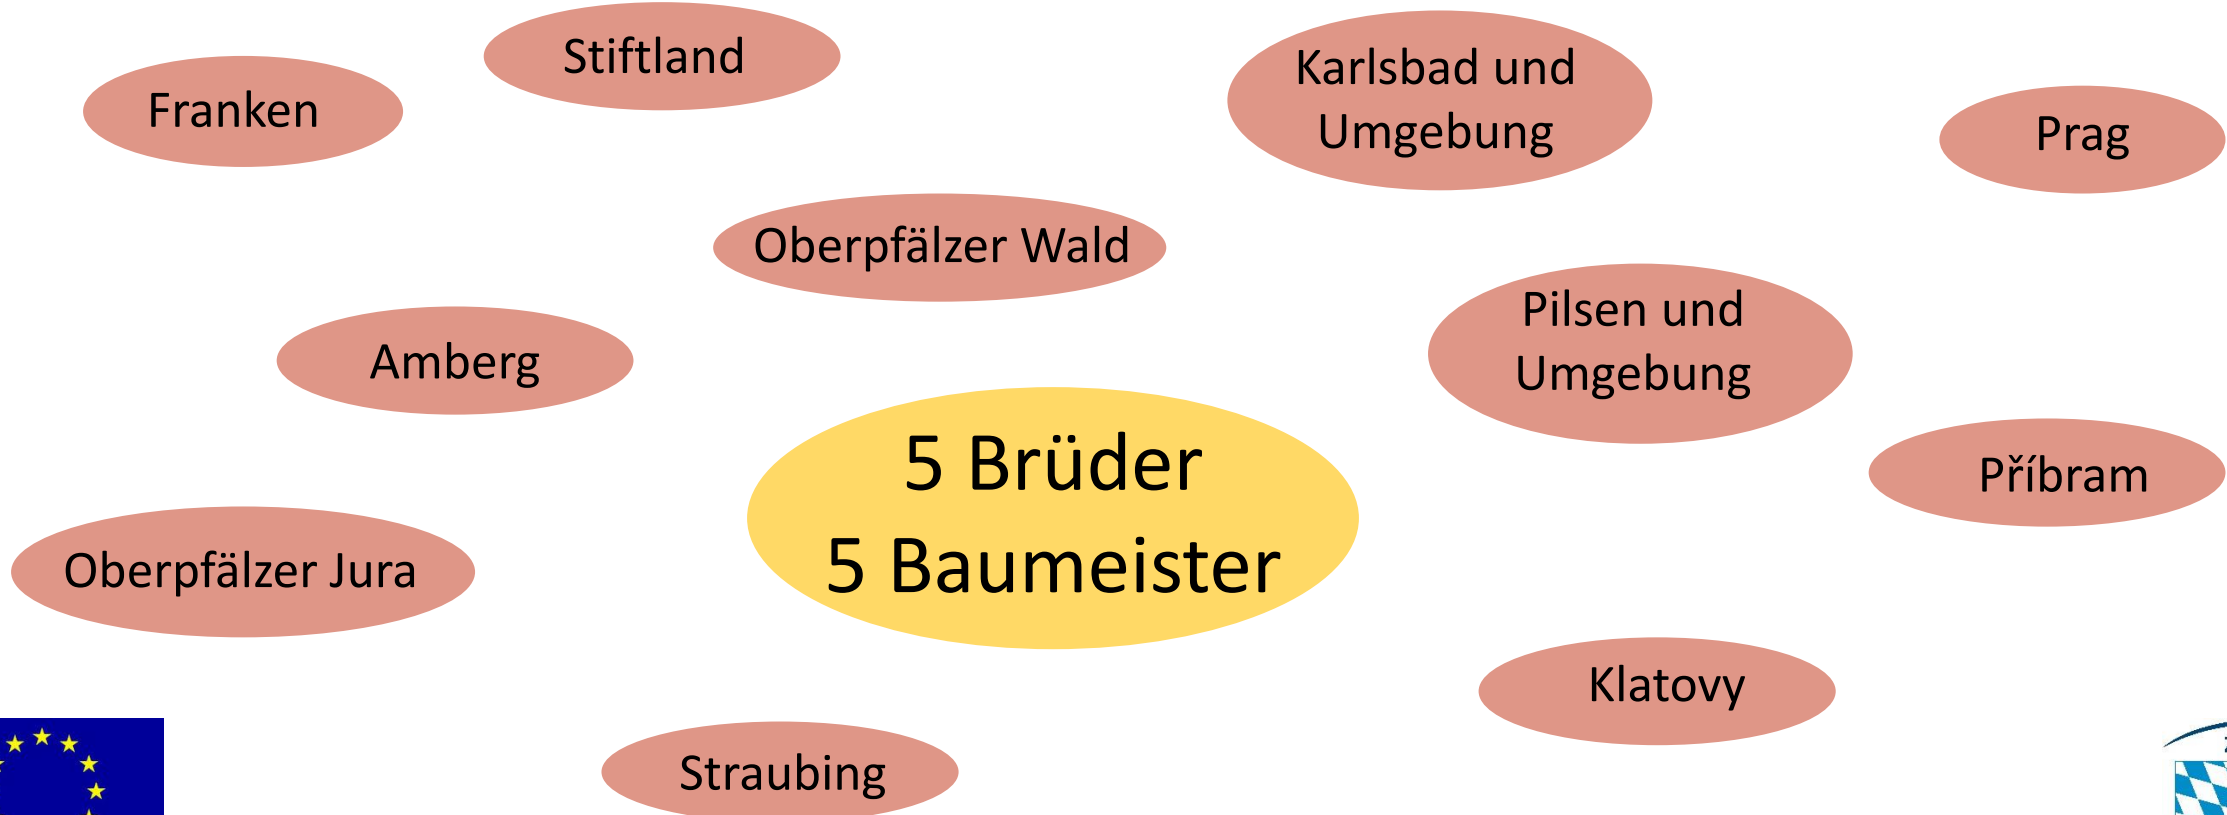 Stiftland
Franken
Karlsbad und
Umgebung
Prag
Oberpfälzer Wald
Amberg
Pilsen und
Umgebung
5 Brüder
5 Baumeister
Příbram
Oberpfälzer Jura
Klatovy
Straubing